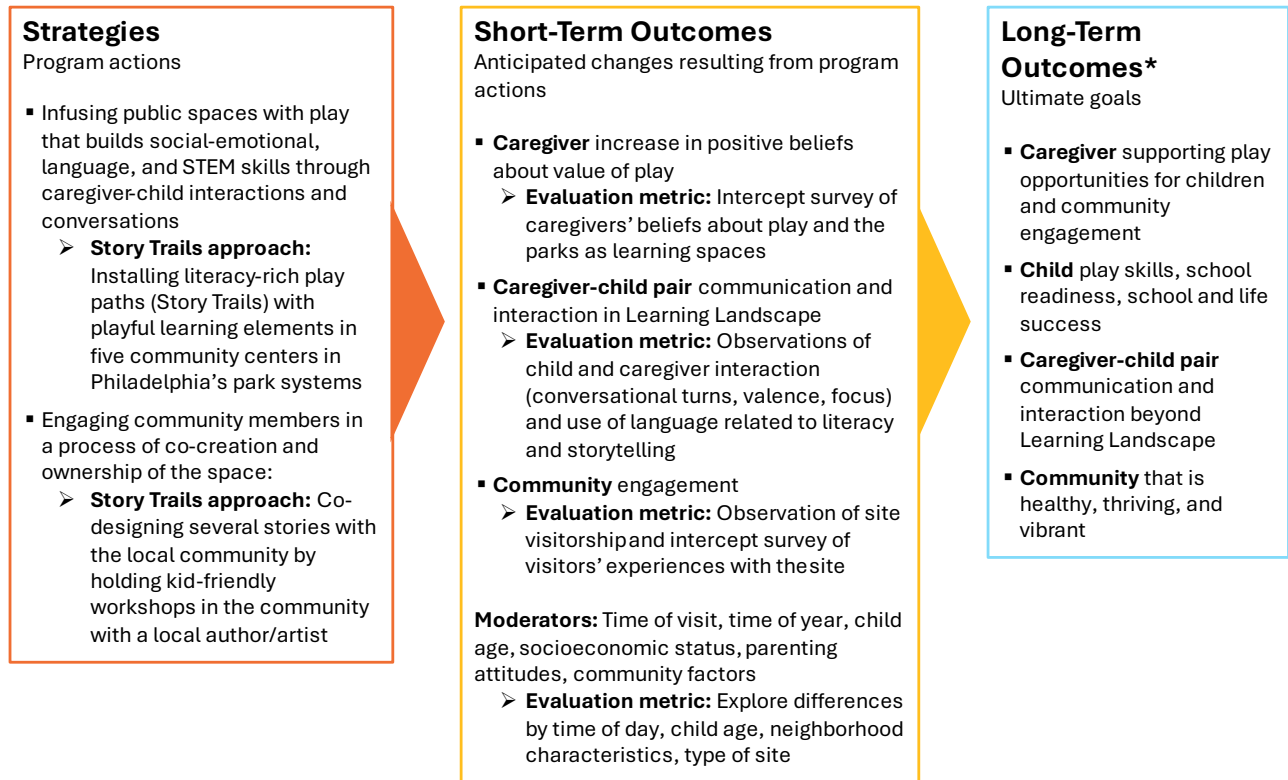 Strategies
Program actions
▪ Infusing public spaces with play
that builds social-emotional,
language, and STEM skills through
caregiver-child interactions and
conversations
➢ Story Trails approach:
Installing literacy-rich play
paths (Story Trails) with
playful learning elements in
five community centers in
Philadelphia's park systems
▪ Engaging community members in
a process of co-creation and
ownership of the space:
➢ Story Trails approach: Co-
designing several stories with
the local community by
holding kid-friendly
workshops in the community
with a local author/artist
Short-Term Outcomes
Anticipated changes resulting from program
actions
▪ Caregiver increase in positive beliefs
about value of play
➢ Evaluation metric: Intercept survey of
caregivers' beliefs about play and the
parks as learning spaces
▪ Caregiver-child pair communication and
interaction in Learning Landscape
➢ Evaluation metric: Observations of
child and caregiver interaction
(conversational turns, valence, focus)
and use of language related to literacy
and storytelling
▪ Community engagement
➢ Evaluation metric: Observation of site
visitorship and intercept survey of
visitors' experiences with the site
Moderators: Time of visit, time of year, child
age, socioeconomic status, parenting
attitudes, community factors
➢ Evaluation metric: Explore differences
by time of day, child age, neighborhood
characteristics, type of site
Long-Term
Outcomes*
Ultimate goals
▪ Caregiver supporting play
opportunities for children
and community
engagement
▪ Child play skills, school
readiness, school and life
success
▪ Caregiver-child pair
communication and
interaction beyond
Learning Landscape
▪ Community that is
healthy, thriving, and
vibrant